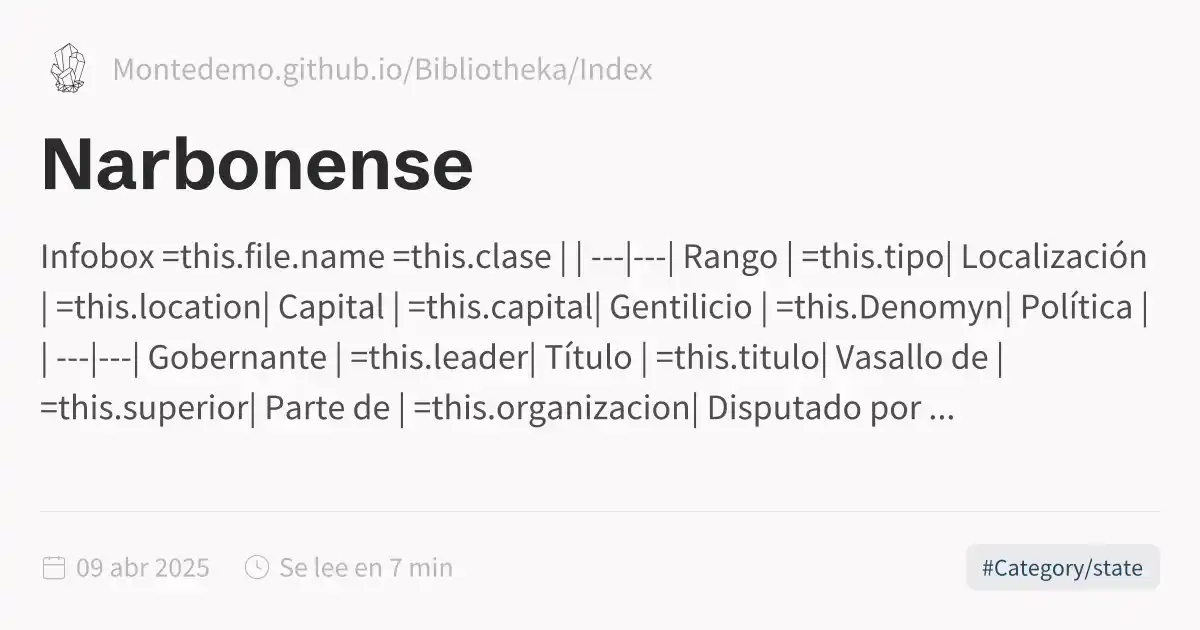 Montedemo.github.io/Bibliotheka/Index
Narbonense
Infobox =this.file.name =this.clase | | ---|---| Rango | =this.tipo| Localización
| =this.location| Capital | =this.capital| Gentilicio | =this.Denomyn| Política |
| ---|---| Gobernante | =this.leader| Título | =this.titulo| Vasallo de |
=this.superior| Parte de | =this.organizacion| Disputado por ...
09 abr 2025 Se lee en 7 min #Category/state